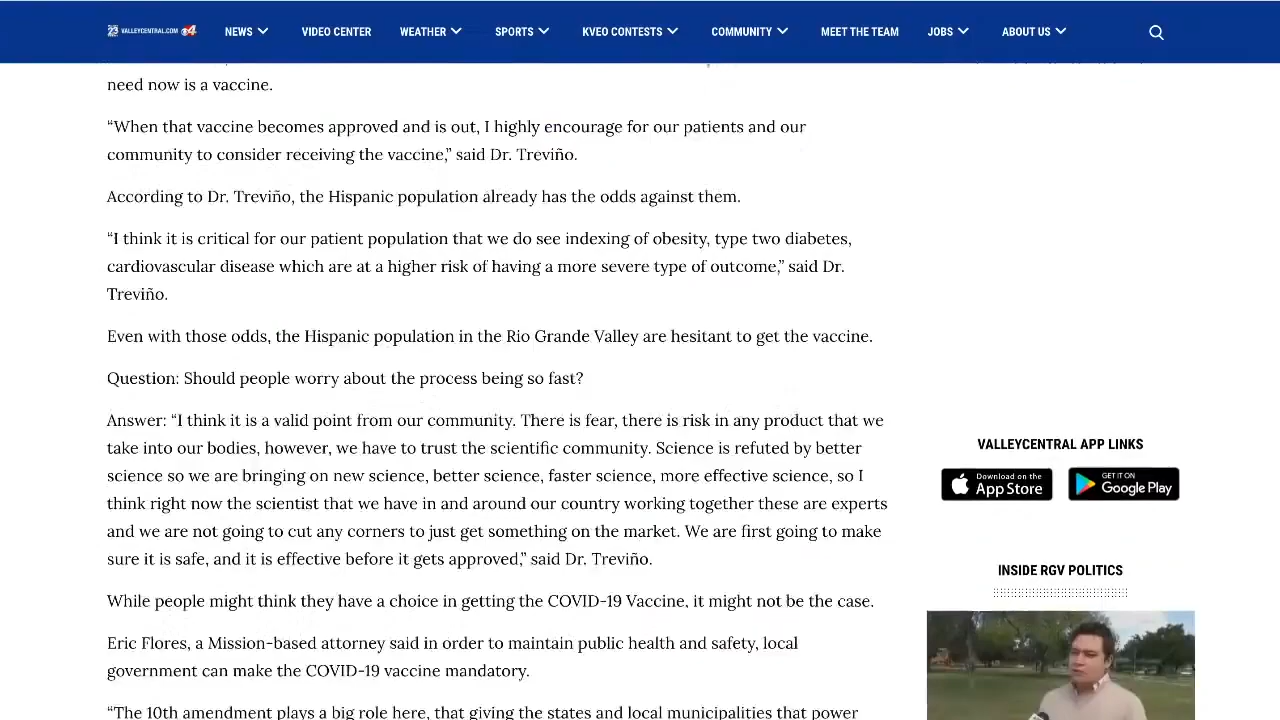 23 VALLEYCENTRAL.COM 4
NEWS
VIDEO CENTER
WEATHER
SPORTS
KVEO CONTESTS
COMMUNITY
MEET THE TEAM
JOBS
ABOUT US
need now is a vaccine.
“When that vaccine becomes approved and is out, I highly encourage for our patients and our
community to consider receiving the vaccine,” said Dr. Treviño.
According to Dr. Treviño, the Hispanic population already has the odds against them.
“I think it is critical for our patient population that we do see indexing of obesity, type two diabetes,
cardiovascular disease which are at a higher risk of having a more severe type of outcome,” said Dr.
Treviño.
Even with those odds, the Hispanic population in the Rio Grande Valley are hesitant to get the vaccine.
Question: Should people worry about the process being so fast?
Answer: “I think it is a valid point from our community. There is fear, there is risk in any product that we
take into our bodies, however, we have to trust the scientific community. Science is refuted by better
science so we are bringing on new science, better science, faster science, more effective science, so I
think right now the scientist that we have in and around our country working together these are experts
and we are not going to cut any corners to just get something on the market. We are first going to make
sure it is safe, and it is effective before it gets approved,” said Dr. Treviño.
While people might think they have a choice in getting the COVID-19 Vaccine, it might not be the case.
Eric Flores, a Mission-based attorney said in order to maintain public health and safety, local
government can make the COVID-19 vaccine mandatory.
“The 10th amendment plays a big role here, that giving the states and local municipalities that power
VALLEYCENTRAL APP LINKS
Download on the
App Store
GET IT ON
Google Play
INSIDE RGV POLITICS